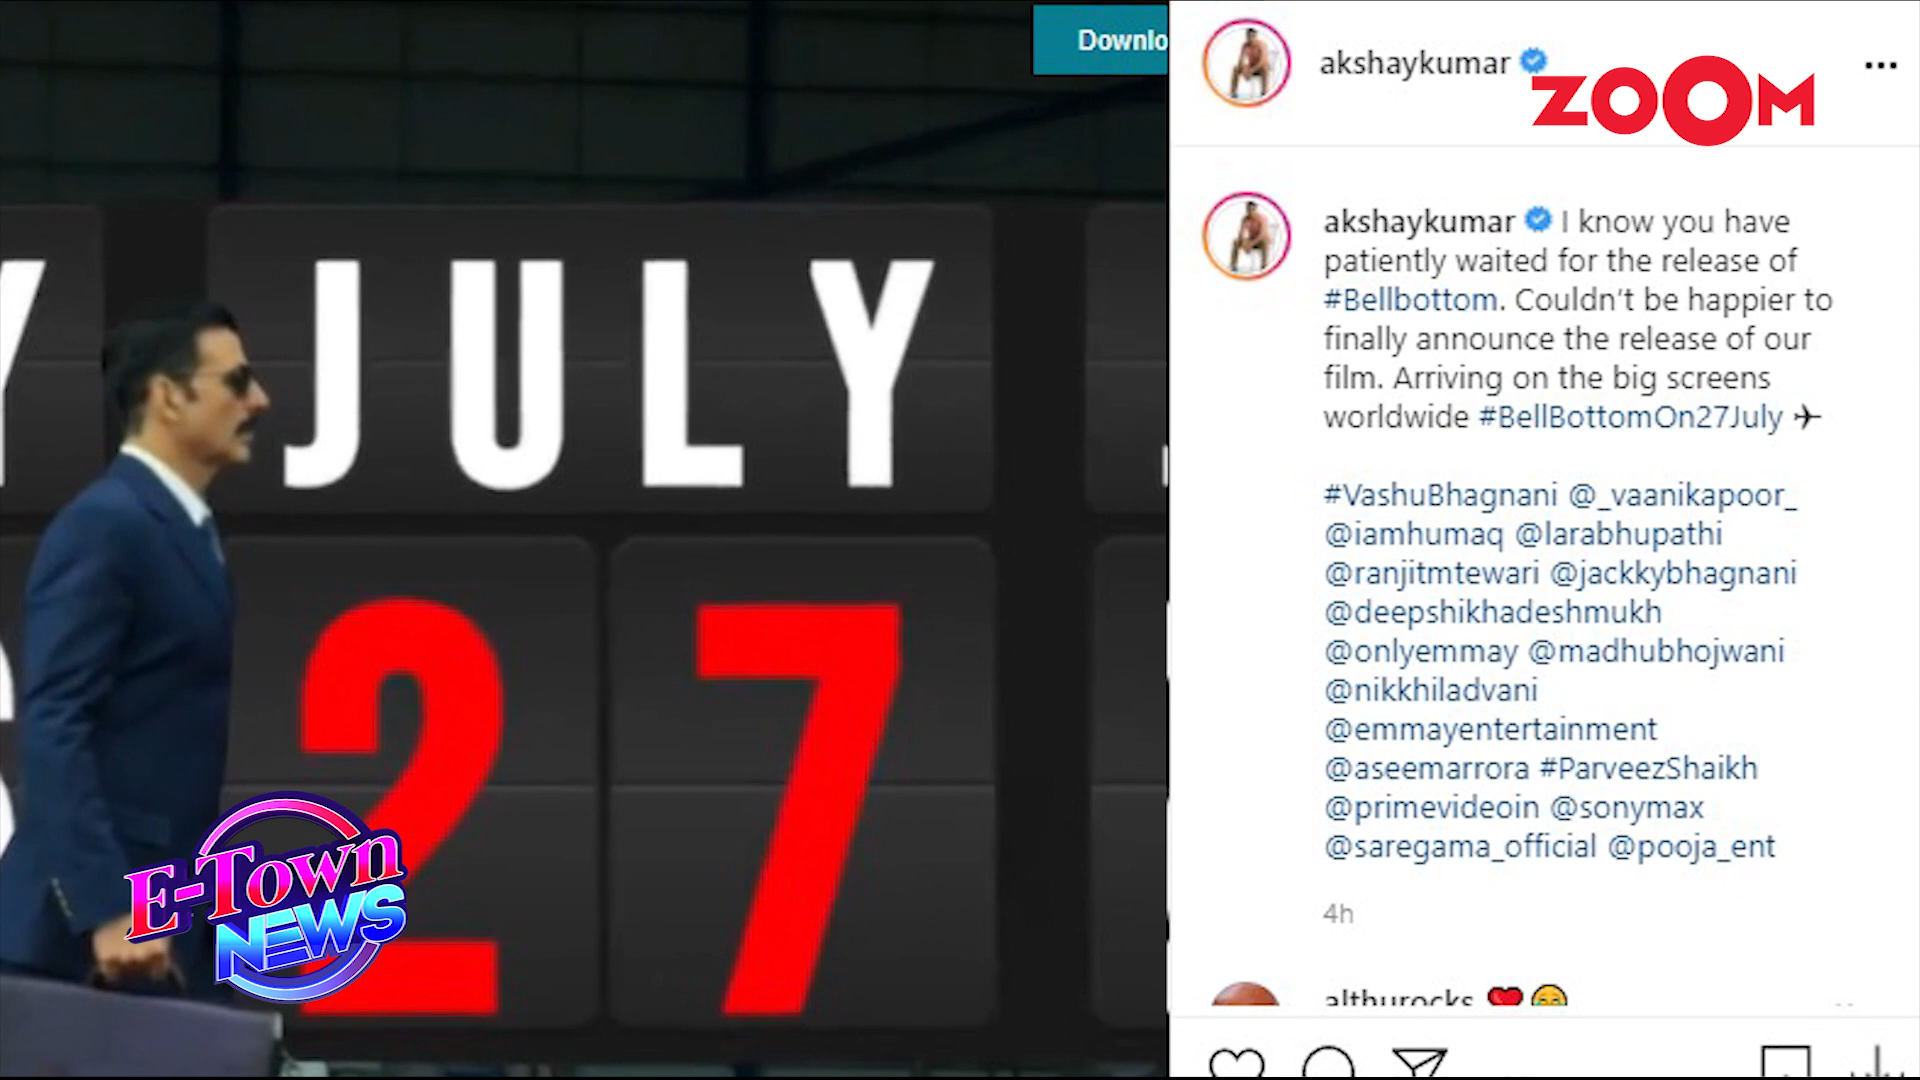 Downlo
akshaykumar
ZOOM
Y JULY
27
E-Town
NEWS
akshaykumar I know you have
patiently waited for the release of
#Bellbottom. Couldn't be happier to
finally announce the release of our
film. Arriving on the big screens
worldwide #BellBottomOn27July ✈
#VashuBhagnani @_vaanikapoor_
@iamhumaq @larabhupathi
@ranjitmtewari @jackkybhagnani
@deepshikhadeshmukh
@onlyemmay @madhubhojwani
@nikkhiladvani
@emmayentertainment
@aseemarrora #ParveezShaikh
@primevideoin @sonymax
@saregama_official @pooja_ent
4h
althurocks